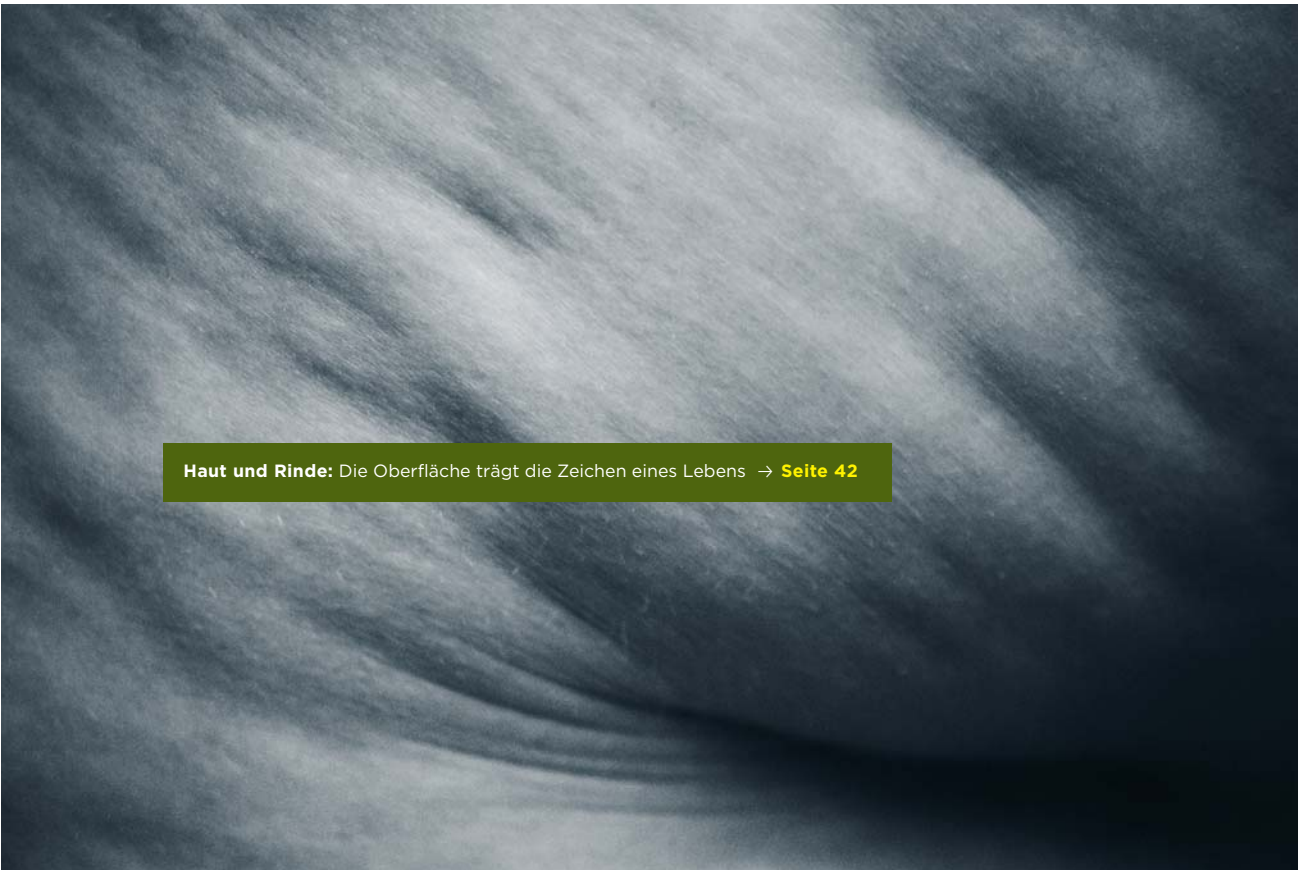 Haut und Rinde: Die Oberfläche trägt die Zeichen eines Lebens → Seite 42